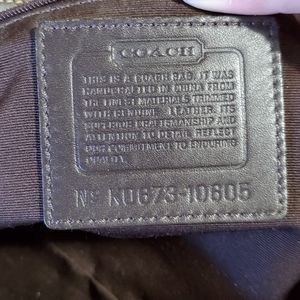 COACH
THIS IS A COACH BAG. IT WAS
HANDCRAFTED IN CHINA FROM
THE FINEST MATERIALS TRIMMED
WITH GENUINE LEATHER. ITS
SUPERIOR CRAFTSMANSHIP AND
ATTENTION TO DETAIL REFLECT
OUR COMMITMENT TO ENDURING
QUALITY.
Nº K0673-10605